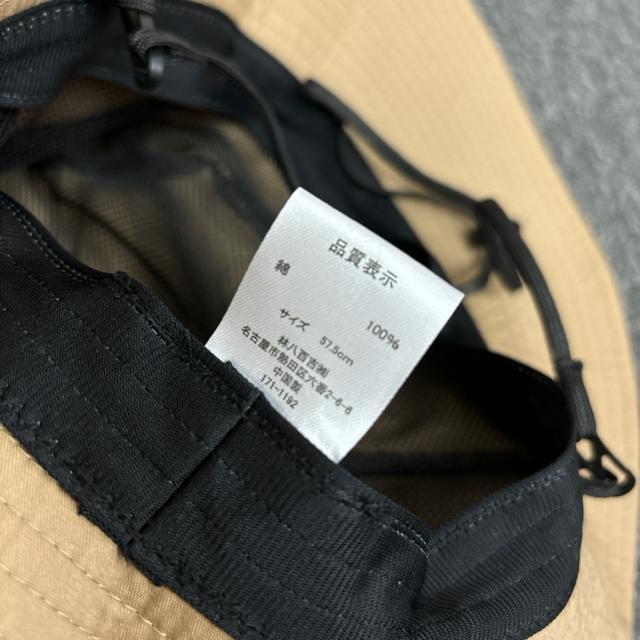 品質表示
綿 100%
サイズ 57.5cm
林八百吉㈱
名古屋市熱田区六番2-6-6
中国製
J71-1192